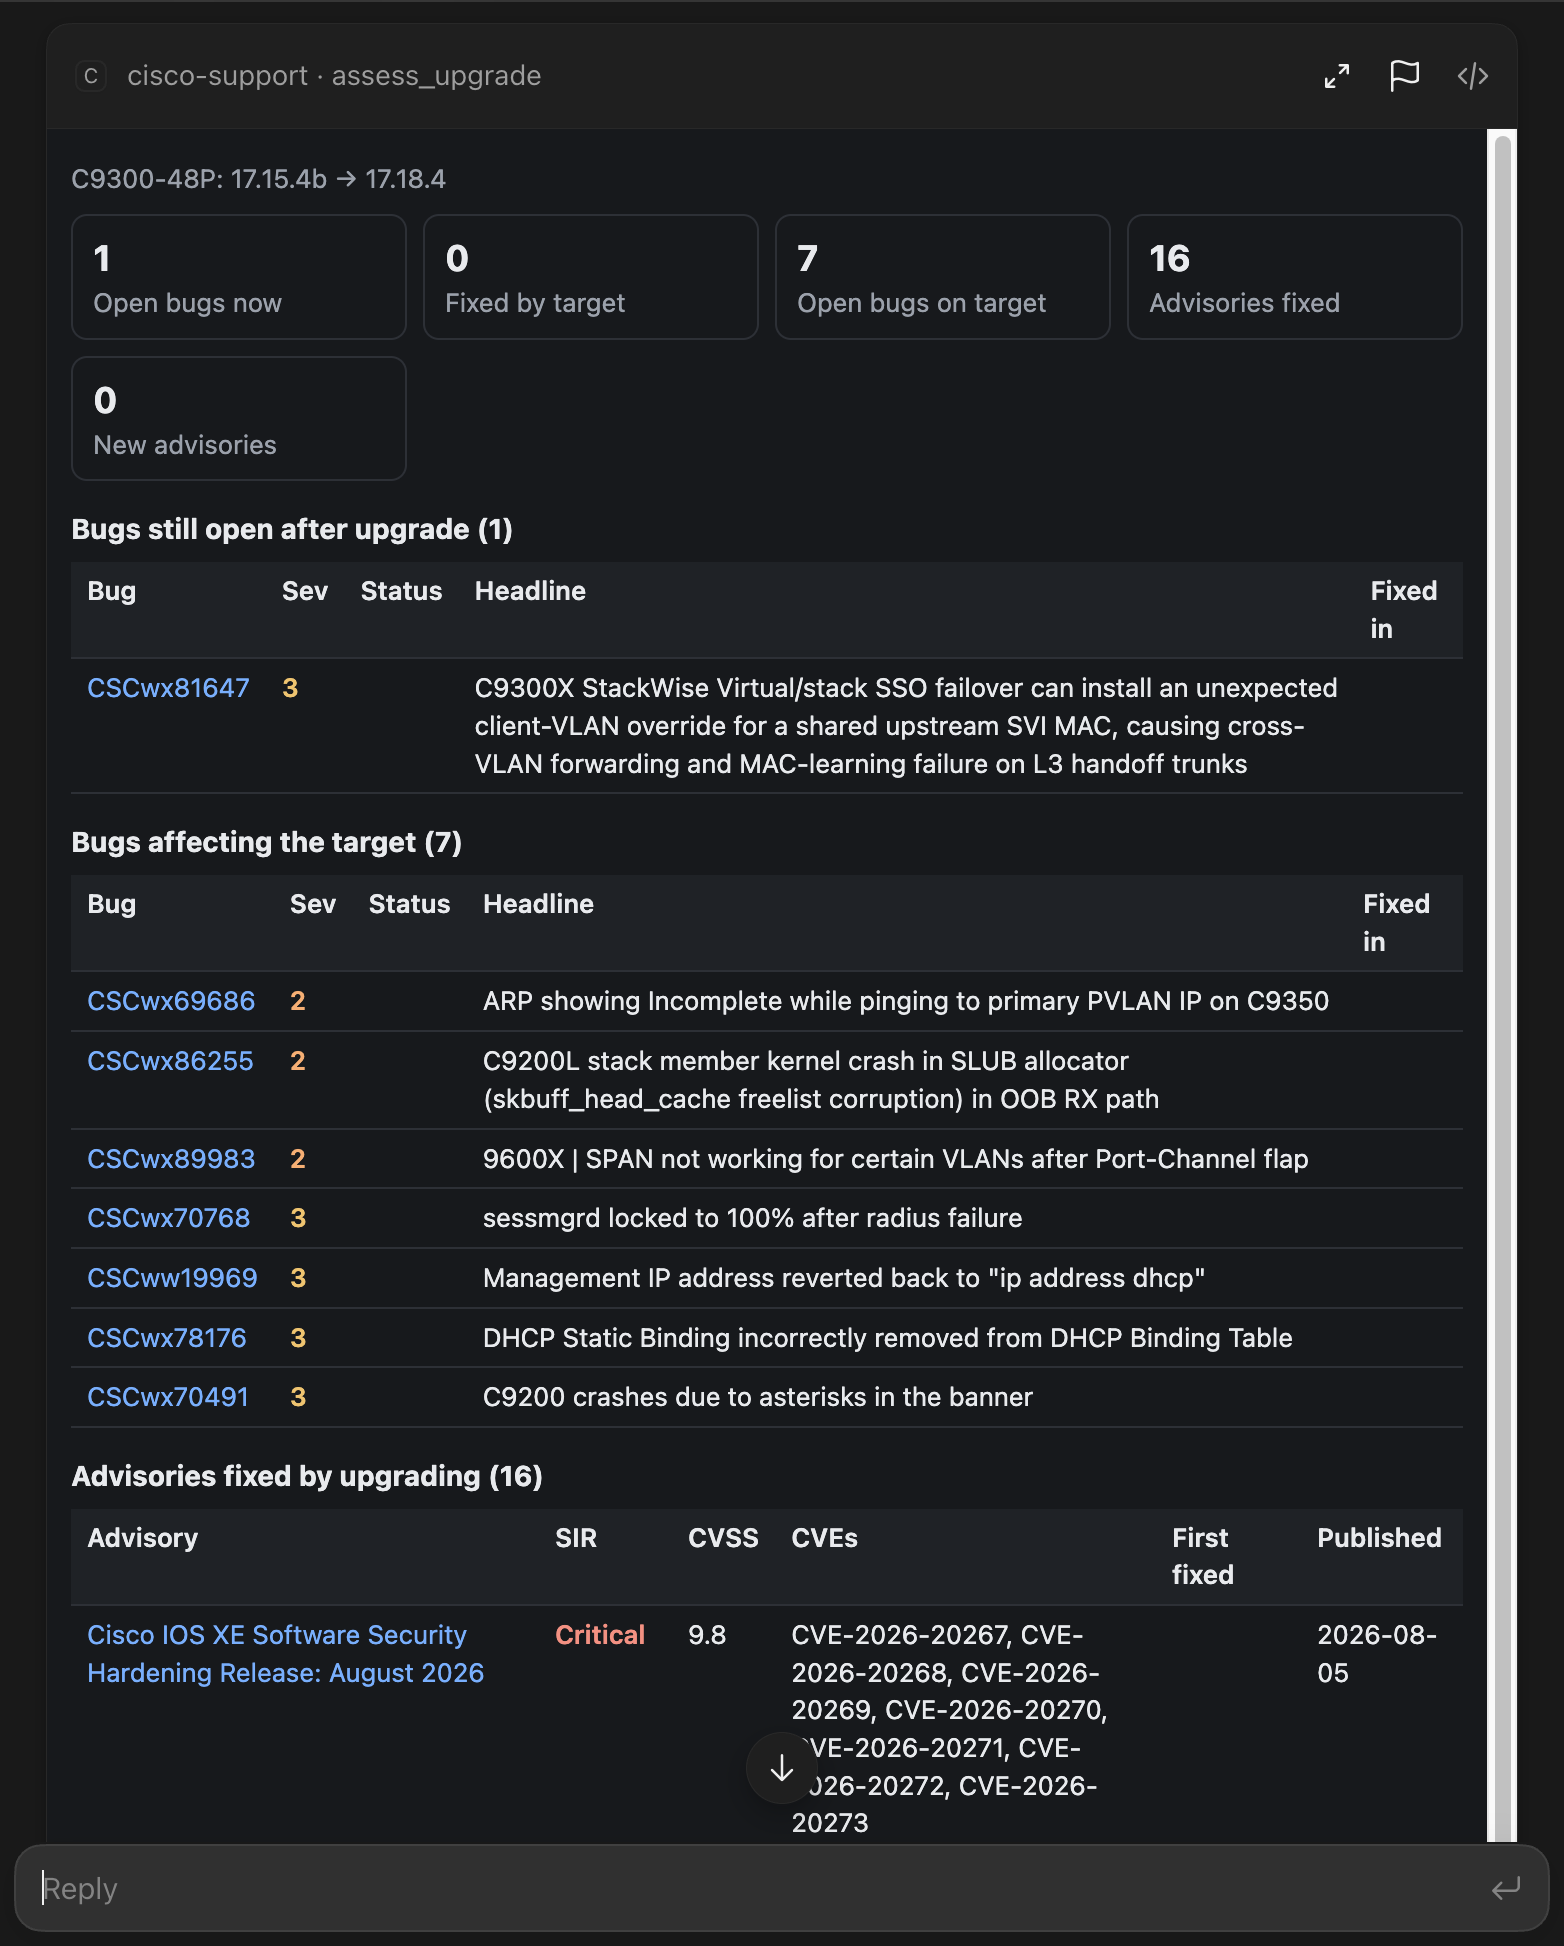 C cisco-support · assess_upgrade
C9300-48P: 17.15.4b → 17.18.4
1
Open bugs now
0
Fixed by target
7
Open bugs on target
16
Advisories fixed
0
New advisories
Bugs still open after upgrade (1)
Bug Sev Status Headline Fixed
in
CSCwx81647 3 C9300X StackWise Virtual/stack SSO failover can install an unexpected
client-VLAN override for a shared upstream SVI MAC, causing cross-
VLAN forwarding and MAC-learning failure on L3 handoff trunks
Bugs affecting the target (7)
Bug Sev Status Headline Fixed
in
CSCwx69686 2 ARP showing Incomplete while pinging to primary PVLAN IP on C9350
CSCwx86255 2 C9200L stack member kernel crash in SLUB allocator
(skbuff_head_cache freelist corruption) in OOB RX path
CSCwx89983 2 9600X | SPAN not working for certain VLANs after Port-Channel flap
CSCwx70768 3 sessmgrd locked to 100% after radius failure
CSCww19969 3 Management IP address reverted back to "ip address dhcp"
CSCwx78176 3 DHCP Static Binding incorrectly removed from DHCP Binding Table
CSCwx70491 3 C9200 crashes due to asterisks in the banner
Advisories fixed by upgrading (16)
Advisory SIR CVSS CVEs First Published
fixed
Cisco IOS XE Software Security Critical 9.8 CVE-2026-20267, CVE- 2026-08-
Hardening Release: August 2026 2026-20268, CVE-2026- 05
20269, CVE-2026-20270,
VE-2026-20271, CVE-
026-20272, CVE-2026-
20273
Reply